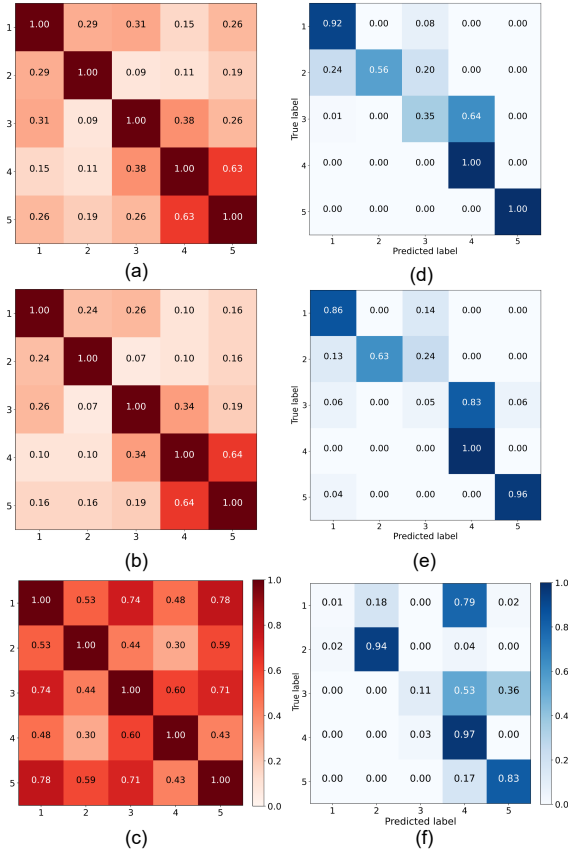 1 1.00 0.29 0.31 0.15 0.26
2 0.29 1.00 0.09 0.11 0.19
3 0.31 0.09 1.00 0.38 0.26
4 0.15 0.11 0.38 1.00 0.63
5 0.26 0.19 0.26 0.63 1.00
1 2 3 4 5
(a)
True label
1 0.92 0.00 0.08 0.00 0.00
2 0.24 0.56 0.20 0.00 0.00
3 0.01 0.00 0.35 0.64 0.00
4 0.00 0.00 0.00 1.00 0.00
5 0.00 0.00 0.00 0.00 1.00
1 2 3 4 5
Predicted label
(d)
1 1.00 0.24 0.26 0.10 0.16
2 0.24 1.00 0.07 0.10 0.16
3 0.26 0.07 1.00 0.34 0.19
4 0.10 0.10 0.34 1.00 0.64
5 0.16 0.16 0.19 0.64 1.00
1 2 3 4 5
(b)
True label
1 0.86 0.00 0.14 0.00 0.00
2 0.13 0.63 0.24 0.00 0.00
3 0.06 0.00 0.05 0.83 0.06
4 0.00 0.00 0.00 1.00 0.00
5 0.04 0.00 0.00 0.00 0.96
1 2 3 4 5
Predicted label
(e)
1 1.00 0.53 0.74 0.48 0.78
2 0.53 1.00 0.44 0.30 0.59
3 0.74 0.44 1.00 0.60 0.71
4 0.48 0.30 0.60 1.00 0.43
5 0.78 0.59 0.71 0.43 1.00
1 2 3 4 5
1.0
0.8
0.6
0.4
0.2
0.0
(c)
True label
1 0.01 0.18 0.00 0.79 0.02
2 0.02 0.94 0.00 0.04 0.00
3 0.00 0.00 0.11 0.53 0.36
4 0.00 0.00 0.03 0.97 0.00
5 0.00 0.00 0.00 0.17 0.83
1 2 3 4 5
Predicted label
1.0
0.8
0.6
0.4
0.2
0.0
(f)